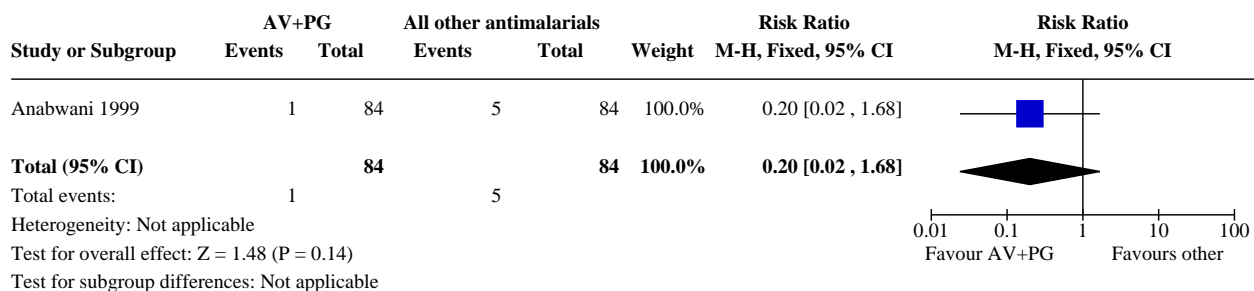 AV+PG All other antimalarials Risk Ratio Risk Ratio
Study or Subgroup Events Total Events Total Weight M-H, Fixed, 95% CI M-H, Fixed, 95% CI
Anabwani 1999 1 84 5 84 100.0% 0.20 [0.02 , 1.68]
Total (95% CI) 84 84 100.0% 0.20 [0.02 , 1.68]
Total events: 1 5
Heterogeneity: Not applicable
Test for overall effect: Z = 1.48 (P = 0.14)
Test for subgroup differences: Not applicable
0.01 0.1 1 10 100
Favour AV+PG Favours other